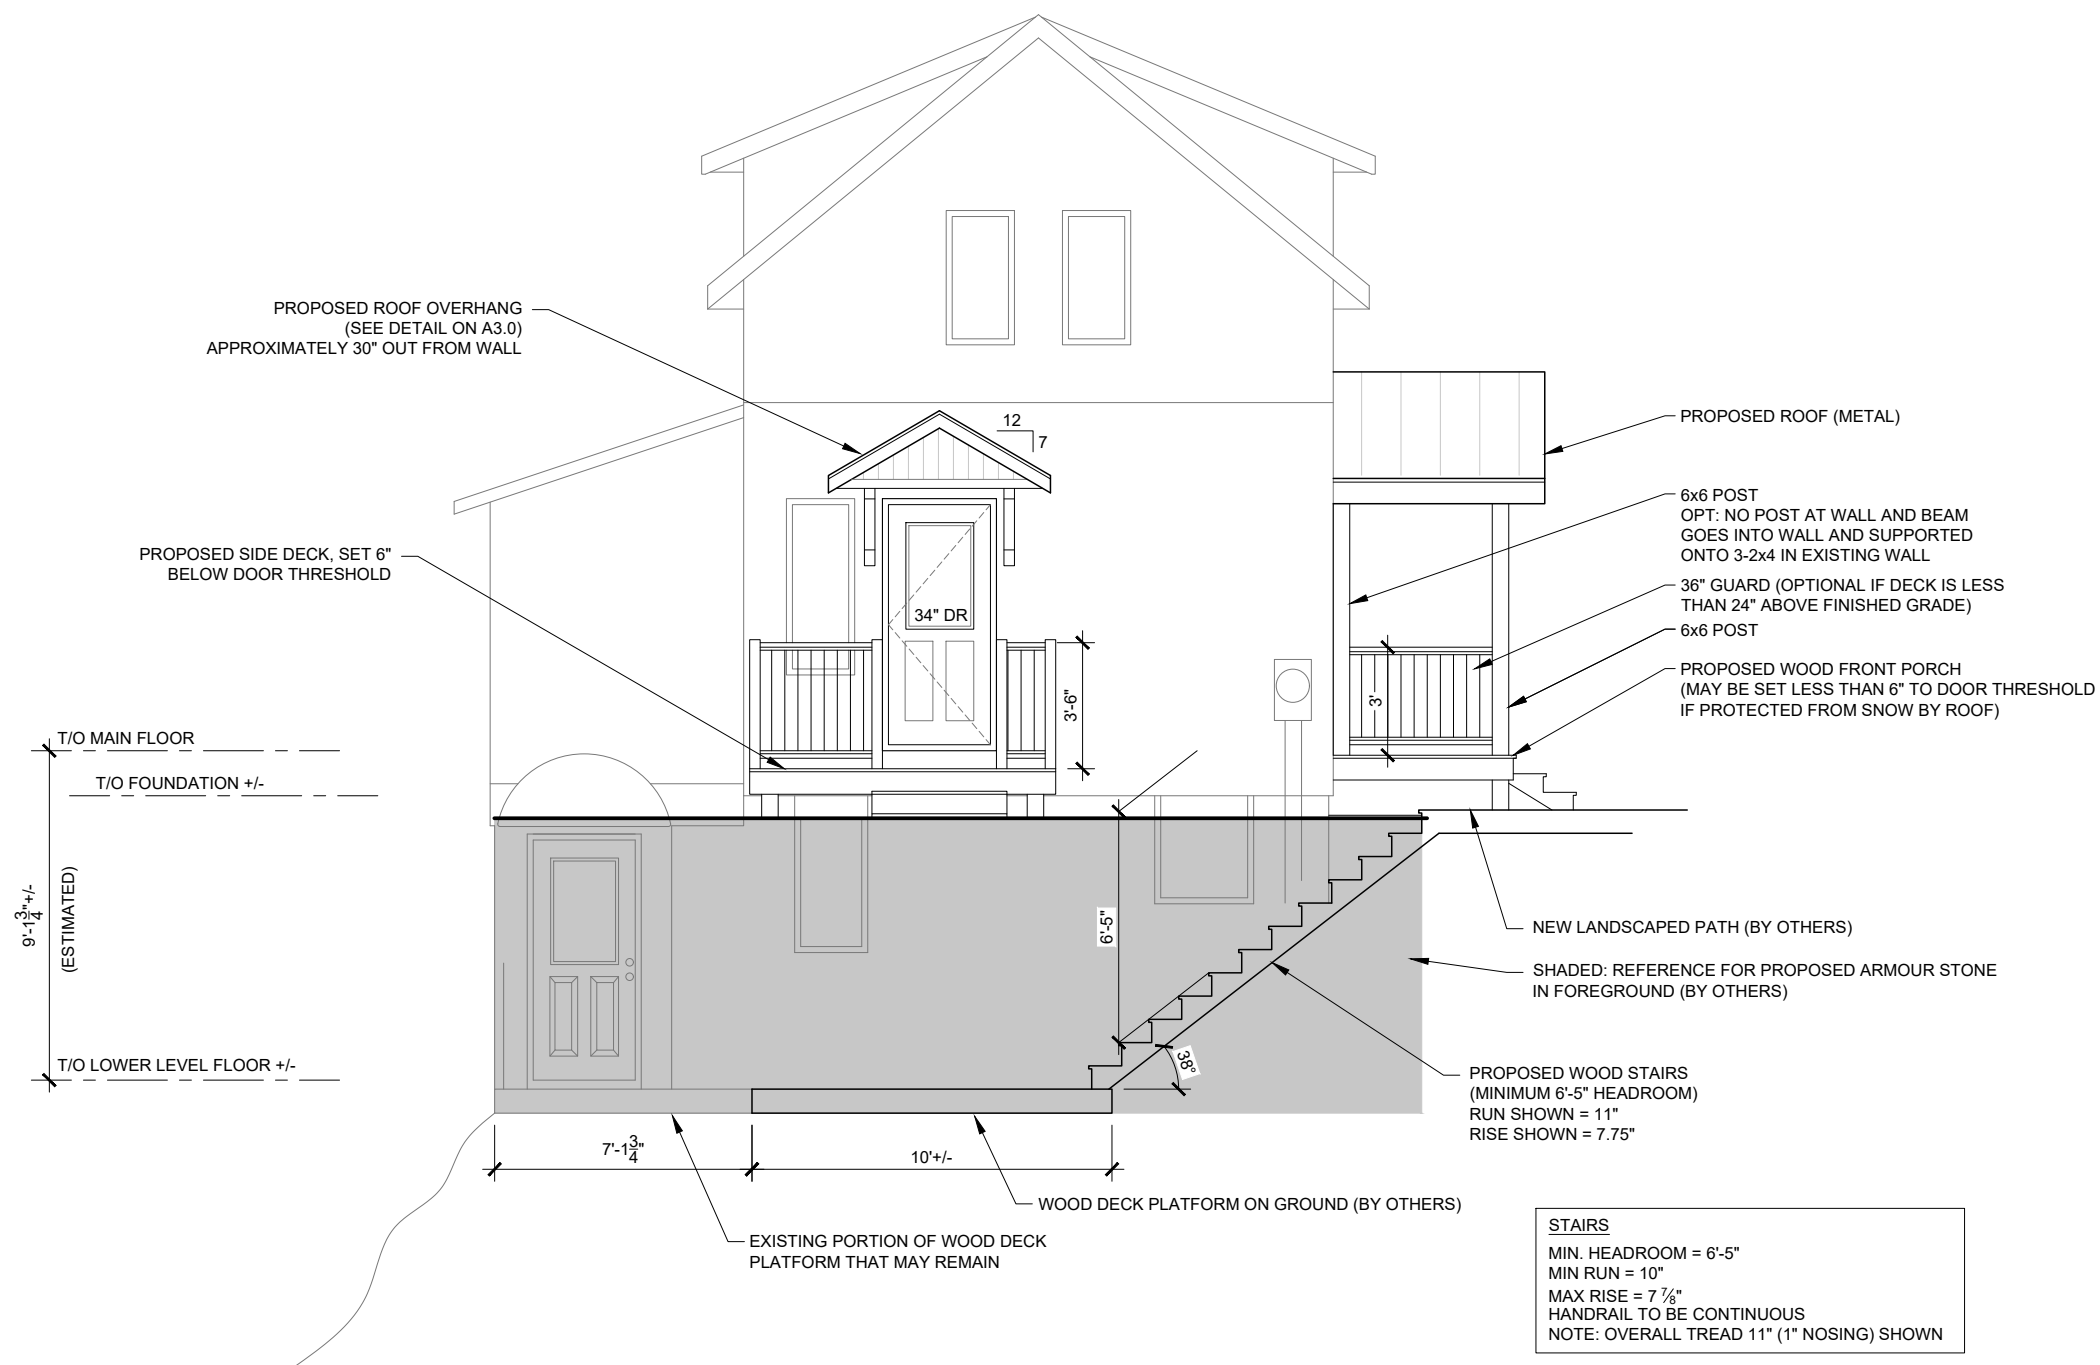 PROPOSED ROOF OVERHANG
(SEE DETAIL ON A3.0)
APPROXIMATELY 30" OUT FROM WALL
12
7
PROPOSED ROOF (METAL)
6x6 POST
OPT: NO POST AT WALL AND BEAM
GOES INTO WALL AND SUPPORTED
ONTO 3-2x4 IN EXISTING WALL
PROPOSED SIDE DECK, SET 6"
BELOW DOOR THRESHOLD
36" GUARD (OPTIONAL IF DECK IS LESS
THAN 24" ABOVE FINISHED GRADE)
34" DR
6x6 POST
PROPOSED WOOD FRONT PORCH
(MAY BE SET LESS THAN 6" TO DOOR THRESHOLD
IF PROTECTED FROM SNOW BY ROOF)
3'-6"
3'
T/O MAIN FLOOR
T/O FOUNDATION +/-
9'-1 3/4"+/-
(ESTIMATED)
6'-5"
NEW LANDSCAPED PATH (BY OTHERS)
SHADED: REFERENCE FOR PROPOSED ARMOUR STONE
IN FOREGROUND (BY OTHERS)
T/O LOWER LEVEL FLOOR +/-
38°
PROPOSED WOOD STAIRS
(MINIMUM 6'-5" HEADROOM)
RUN SHOWN = 11"
RISE SHOWN = 7.75"
7'-1 3/4"
10'+/-
WOOD DECK PLATFORM ON GROUND (BY OTHERS)
EXISTING PORTION OF WOOD DECK
PLATFORM THAT MAY REMAIN
STAIRS
MIN. HEADROOM = 6'-5"
MIN RUN = 10"
MAX RISE = 7 7/8"
HANDRAIL TO BE CONTINUOUS
NOTE: OVERALL TREAD 11" (1" NOSING) SHOWN